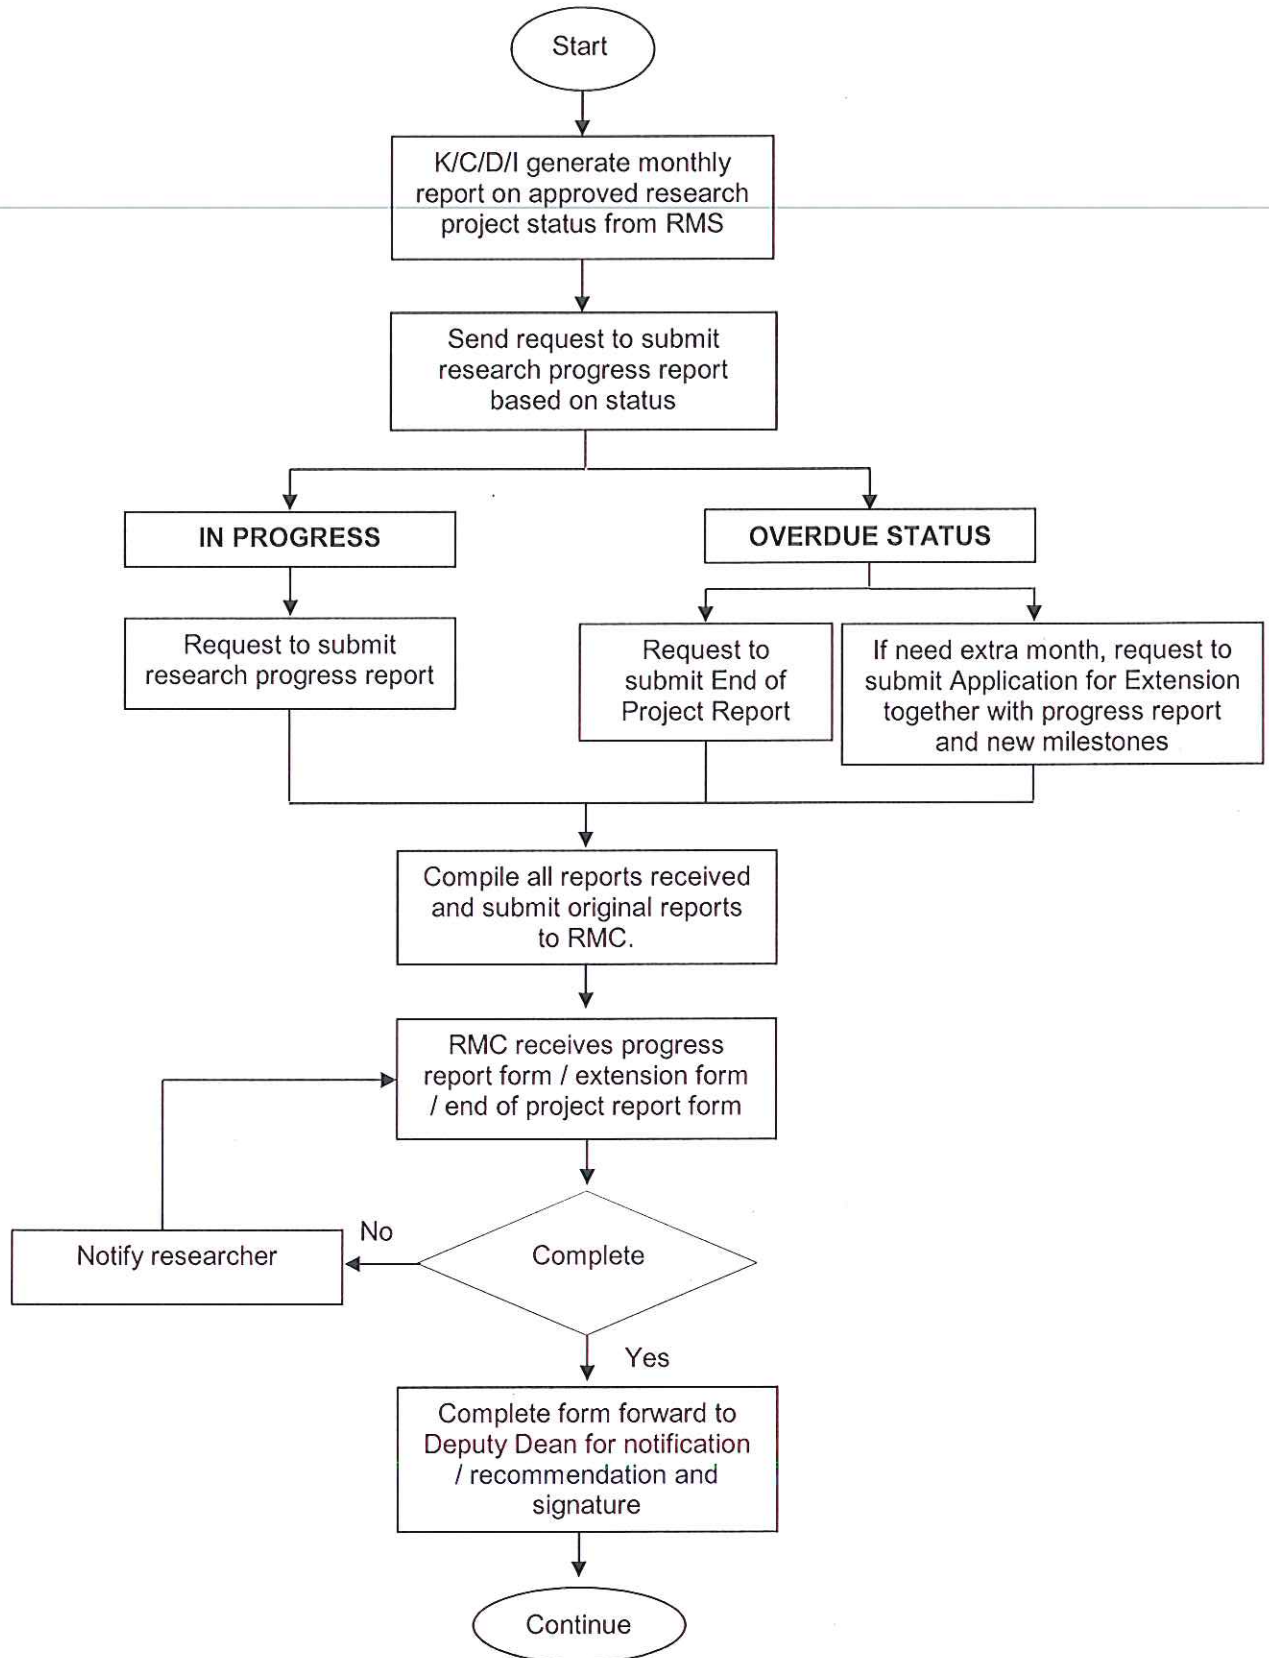 Start
K/C/D/I generate monthly
report on approved research
project status from RMS
Send request to submit
research progress report
based on status
IN PROGRESS
OVERDUE STATUS
Request to submit
research progress report
Request to
submit End of
Project Report
If need extra month, request to
submit Application for Extension
together with progress report
and new milestones
Compile all reports received
and submit original reports
to RMC.
RMC receives progress
report form / extension form
/ end of project report form
No
Notify researcher
Complete
Yes
Complete form forward to
Deputy Dean for notification
/ recommendation and
signature
Continue